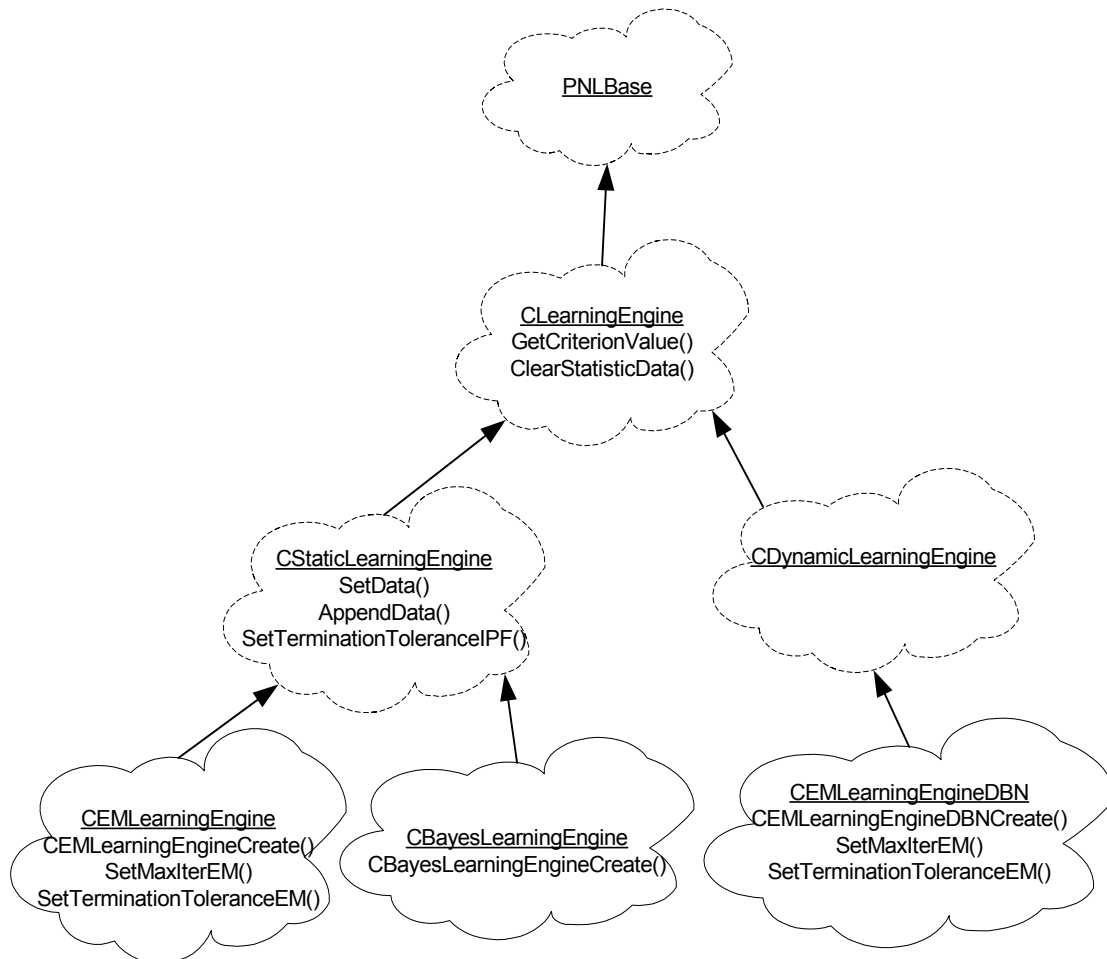 PNLBase
CLearningEngine
GetCriterionValue()
ClearStatisticData()
CStaticLearningEngine
SetData()
AppendData()
SetTerminationToleranceIPF()
CDynamicLearningEngine
CEMLearningEngine
CEMLearningEngineCreate()
SetMaxIterEM()
SetTerminationToleranceEM()
CBayesLearningEngine
CBayesLearningEngineCreate()
CEMLearningEngineDBN
CEMLearningEngineDBNCreate()
SetMaxIterEM()
SetTerminationToleranceEM()